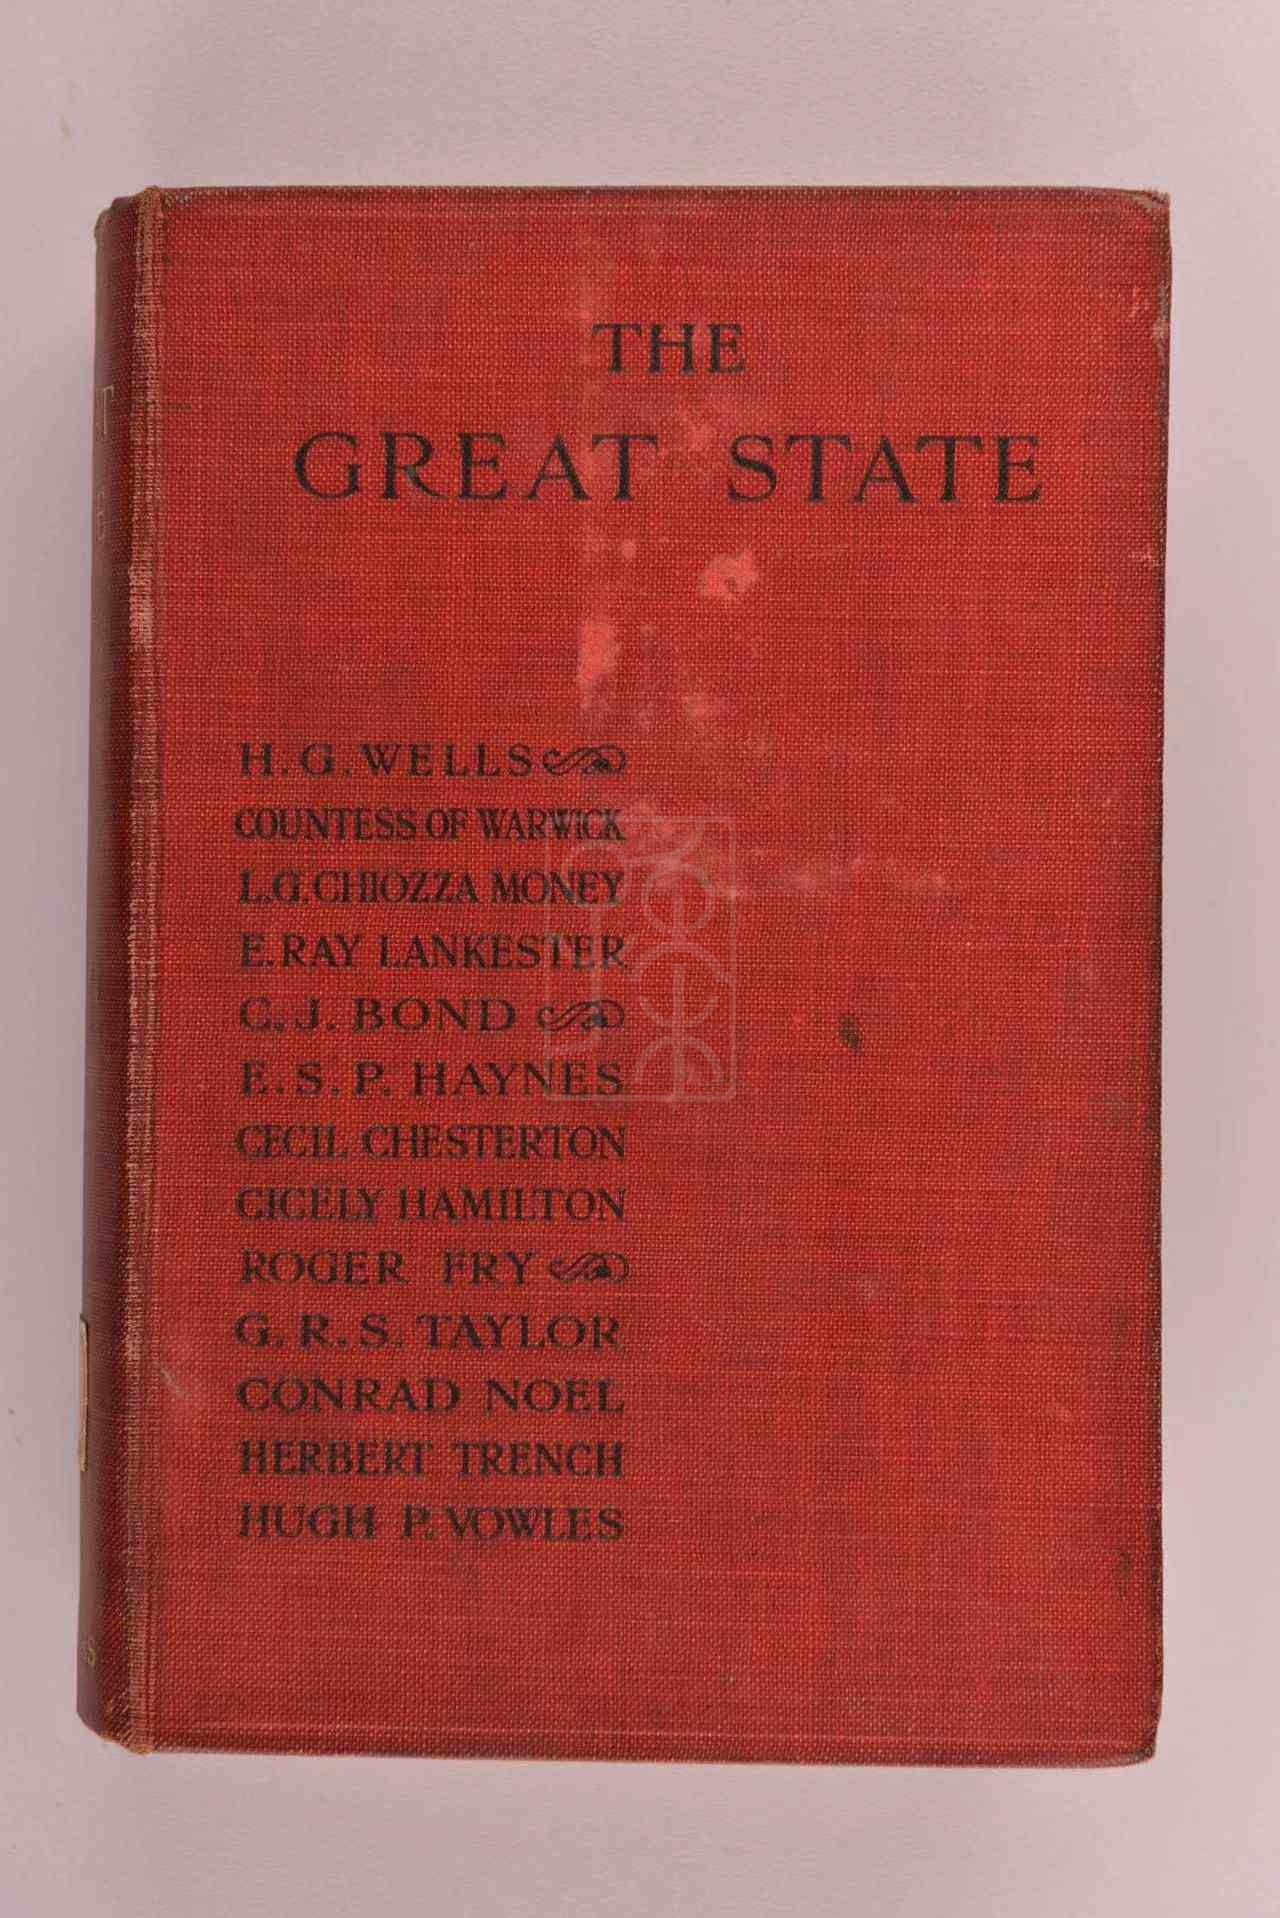 THE
GREAT STATE
H. G. WELLS
COUNTESS OF WARWICK
L. G. CHIOZZA MONEY
E. RAY LANKESTER
C. J. BOND
E. S. P. HAYNES
CECIL CHESTERTON
CICELY HAMILTON
ROGER FRY
G. R. S. TAYLOR
CONRAD NOEL
HERBERT TRENCH
HUGH P. VOWLES